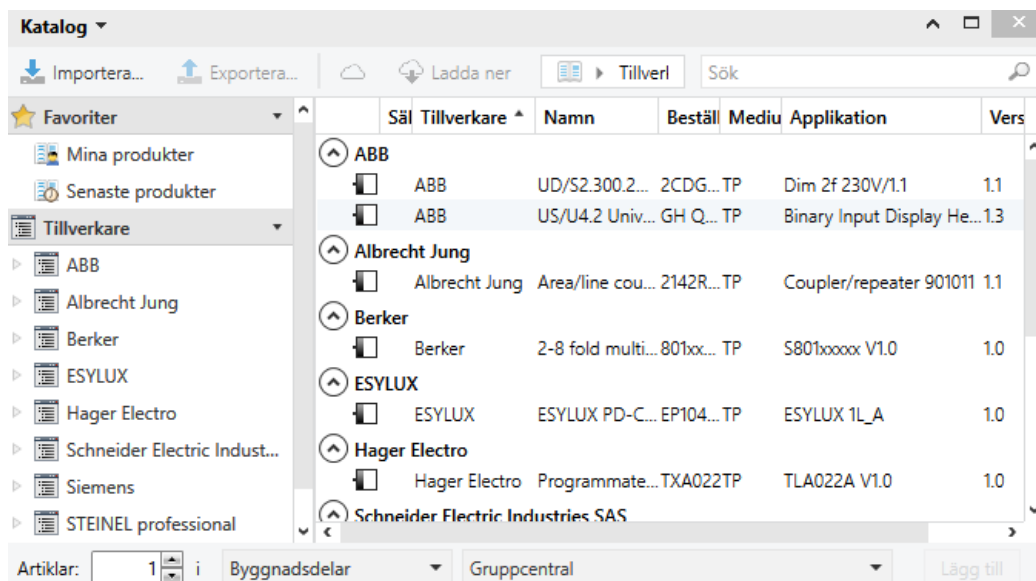 Katalog
Importera... Exportera... Ladda ner Tillverl Sök
Favoriter
Mina produkter
Senaste produkter
Tillverkare
ABB
Albrecht Jung
Berker
ESYLUX
Hager Electro
Schneider Electric Indust...
Siemens
STEINEL professional
Säl Tillverkare Namn Beställ Mediu Applikation Vers
ABB
ABB UD/S2.300.2... 2CDG... TP Dim 2f 230V/1.1 1.1
ABB US/U4.2 Univ... GH Q... TP Binary Input Display He... 1.3
Albrecht Jung
Albrecht Jung Area/line cou... 2142R... TP Coupler/repeater 901011 1.1
Berker
Berker 2-8 fold multi... 801xx... TP S801xxxxx V1.0 1.0
ESYLUX
ESYLUX ESYLUX PD-C... EP104... TP ESYLUX 1L_A 1.0
Hager Electro
Hager Electro Programmate... TXA022 TP TLA022A V1.0 1.0
Schneider Electric Industries SAS
Artiklar: 1 i Byggnadsdelar Gruppcentral Lägg till